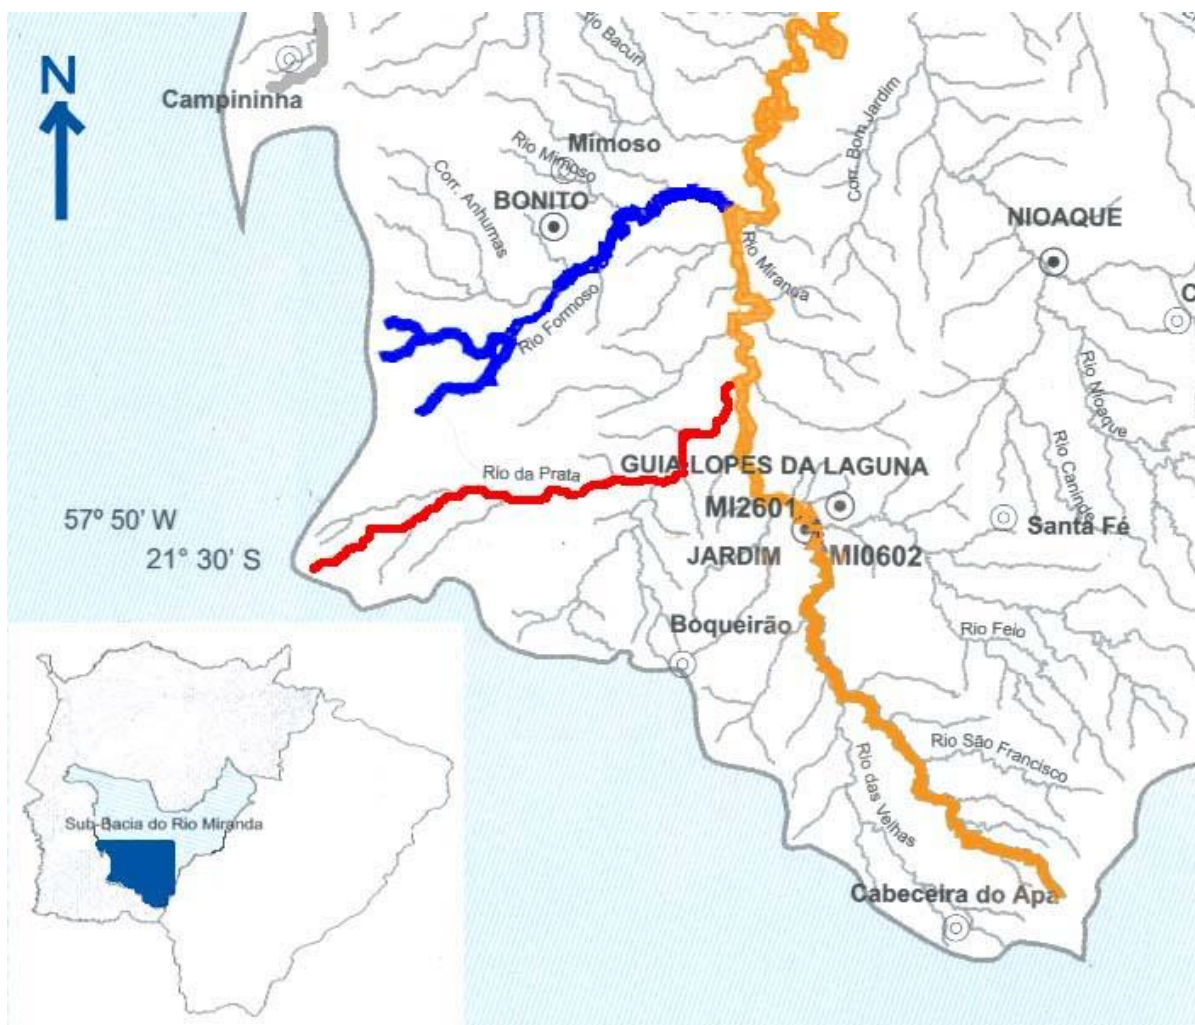 N
Campininha
Rio Bacuri
Mimoso
Rio Mimoso
Corr. Anhumas
BONITO
Corr. Bom Jardim
NIOAQUE
Rio Miranda
C
Rio Formoso
Rio Nioaque
Rio da Prata
GUIA LOPES DA LAGUNA
Rio Caninde
57º 50' W
MI2601
Santa Fé
21º 30' S
JARDIM
MI0602
Boqueirão
Rio Feio
Rio São Francisco
Rio das Velhas
Sub-Bacia do Rio Miranda
Cabeceira do Apa